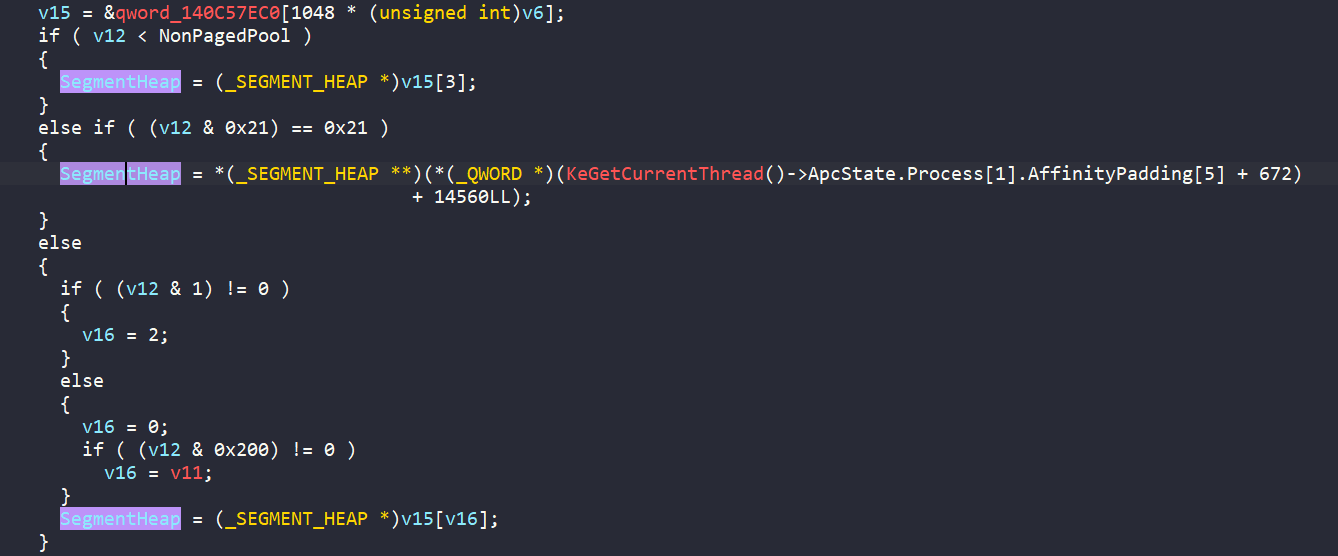 v15 = &qword_140C57EC0[1048 * (unsigned int)v6];
if ( v12 < NonPagedPool )
{
SegmentHeap = (_SEGMENT_HEAP *)v15[3];
}
else if ( (v12 & 0x21) == 0x21 )
{
SegmentHeap = *(_SEGMENT_HEAP **)(*(_QWORD *)(KeGetCurrentThread()->ApcState.Process[1].AffinityPadding[5] + 672)
+ 14560LL);
}
else
{
if ( (v12 & 1) != 0 )
{
v16 = 2;
}
else
{
v16 = 0;
if ( (v12 & 0x200) != 0 )
v16 = v11;
}
SegmentHeap = (_SEGMENT_HEAP *)v15[v16];
}